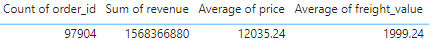 Count of order_id Sum of revenue Average of price Average of freight_value
97904 1568366880 12035.24 1999.24